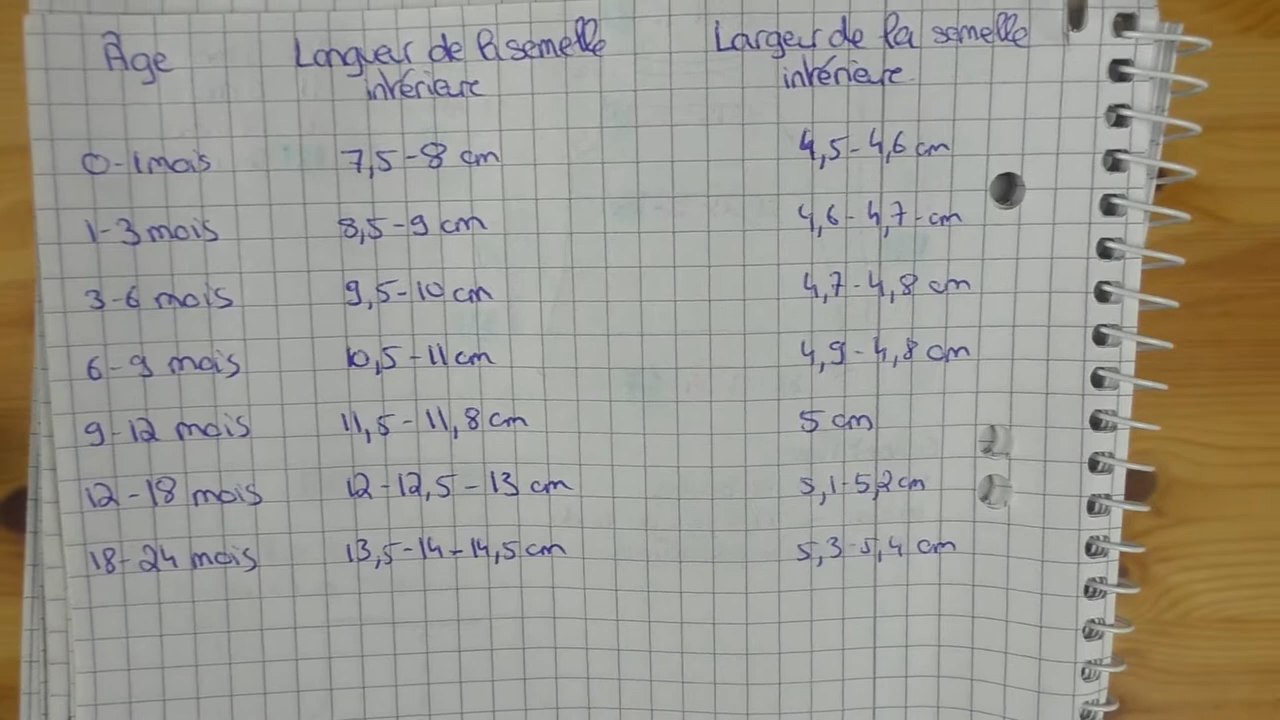 Âge Longueur de la semelle Largeur de la semelle
intérieure intérieure
0-1 mois 7,5-8 cm 4,5-4,6 cm
1-3 mois 8,5-9 cm 4,6-4,7-cm
3-6 mois 9,5-10 cm 4,7-4,8 cm
6-9 mois 10,5-11 cm 4,9-4,8 cm
9-12 mois 11,5-11,8 cm 5 cm
12-18 mois 12-12,5-13 cm 5,1-5,2 cm
18-24 mois 13,5-14-14,5 cm 5,3-5,4 cm